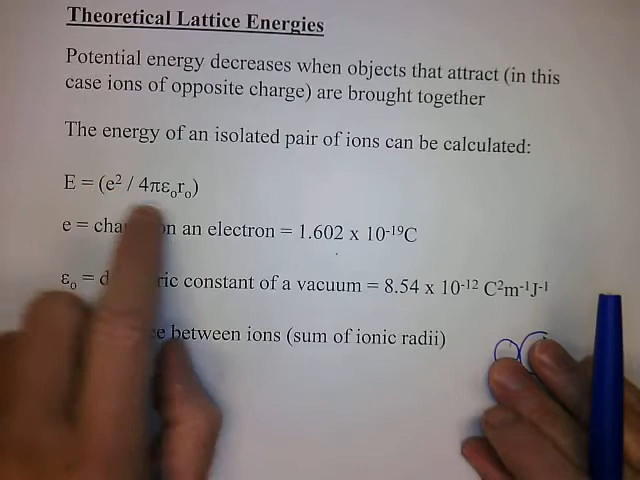 Theoretical Lattice Energies
Potential energy decreases when objects that attract (in this
case ions of opposite charge) are brought together
The energy of an isolated pair of ions can be calculated:
E = (e² / 4πεₒrₒ)
e = cha on an electron = 1.602 x 10⁻¹⁹C
εₒ = d ric constant of a vacuum = 8.54 x 10⁻¹² C²m⁻¹J⁻¹
between ions (sum of ionic radii)